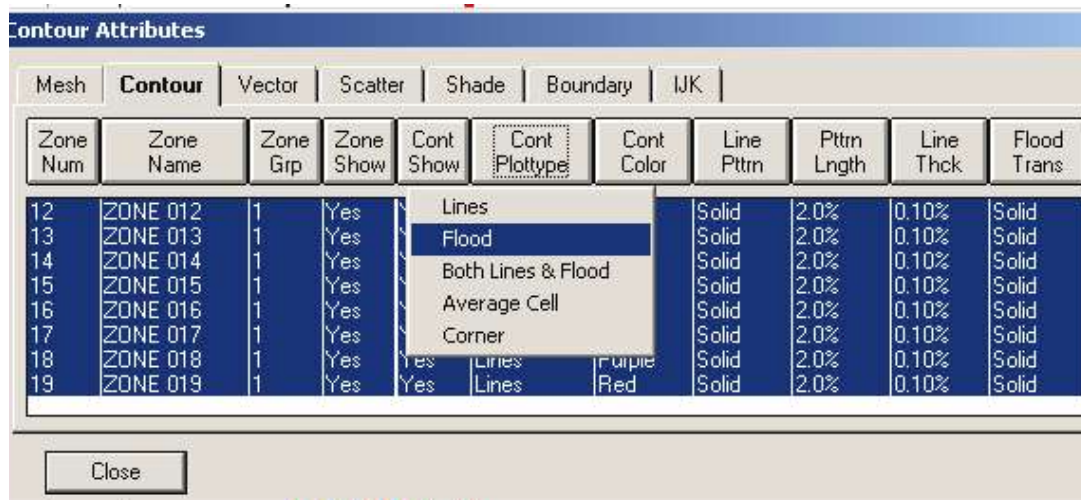 Contour Attributes
Mesh Contour Vector Scatter Shade Boundary IJK
Zone Num Zone Name Zone Grp Zone Show Cont Show Cont Plottype Cont Color Line Pttrn Pttrn Lngth Line Thck Flood Trans
12 ZONE 012 1 Yes Solid 2.0% 0.10% Solid
13 ZONE 013 1 Yes Solid 2.0% 0.10% Solid
14 ZONE 014 1 Yes Solid 2.0% 0.10% Solid
15 ZONE 015 1 Yes Solid 2.0% 0.10% Solid
16 ZONE 016 1 Yes Solid 2.0% 0.10% Solid
17 ZONE 017 1 Yes Solid 2.0% 0.10% Solid
18 ZONE 018 1 Yes Yes Lines Purple Solid 2.0% 0.10% Solid
19 ZONE 019 1 Yes Yes Lines Red Solid 2.0% 0.10% Solid
Lines
Flood
Both Lines & Flood
Average Cell
Corner
Close